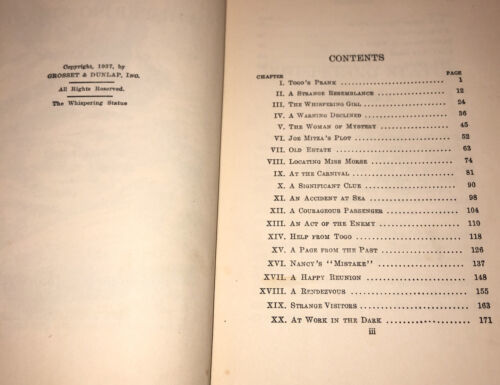 Copyright, 1937, by
GROSSET & DUNLAP, INC.
All Rights Reserved.
The Whispering Statue
CONTENTS
CHAPTER PAGE
I. TOGO'S PRANK 1
II. A STRANGE RESEMBLANCE 12
III. THE WHISPERING GIRL 24
IV. A WARNING DECLINED 36
V. THE WOMAN OF MYSTERY 45
VI. JOE MITZA'S PLOT 52
VII. OLD ESTATE 63
VIII. LOCATING MISS MORSE 74
IX. AT THE CARNIVAL 81
X. A SIGNIFICANT CLUE 90
XI. AN ACCIDENT AT SEA 98
XII. A COURAGEOUS PASSENGER 104
XIII. AN ACT OF THE ENEMY 110
XIV. HELP FROM TOGO 118
XV. A PAGE FROM THE PAST 126
XVI. NANCY'S "MISTAKE" 137
XVII. A HAPPY REUNION 148
XVIII. A RENDEZVOUS 155
XIX. STRANGE VISITORS 163
XX. AT WORK IN THE DARK 171
iii